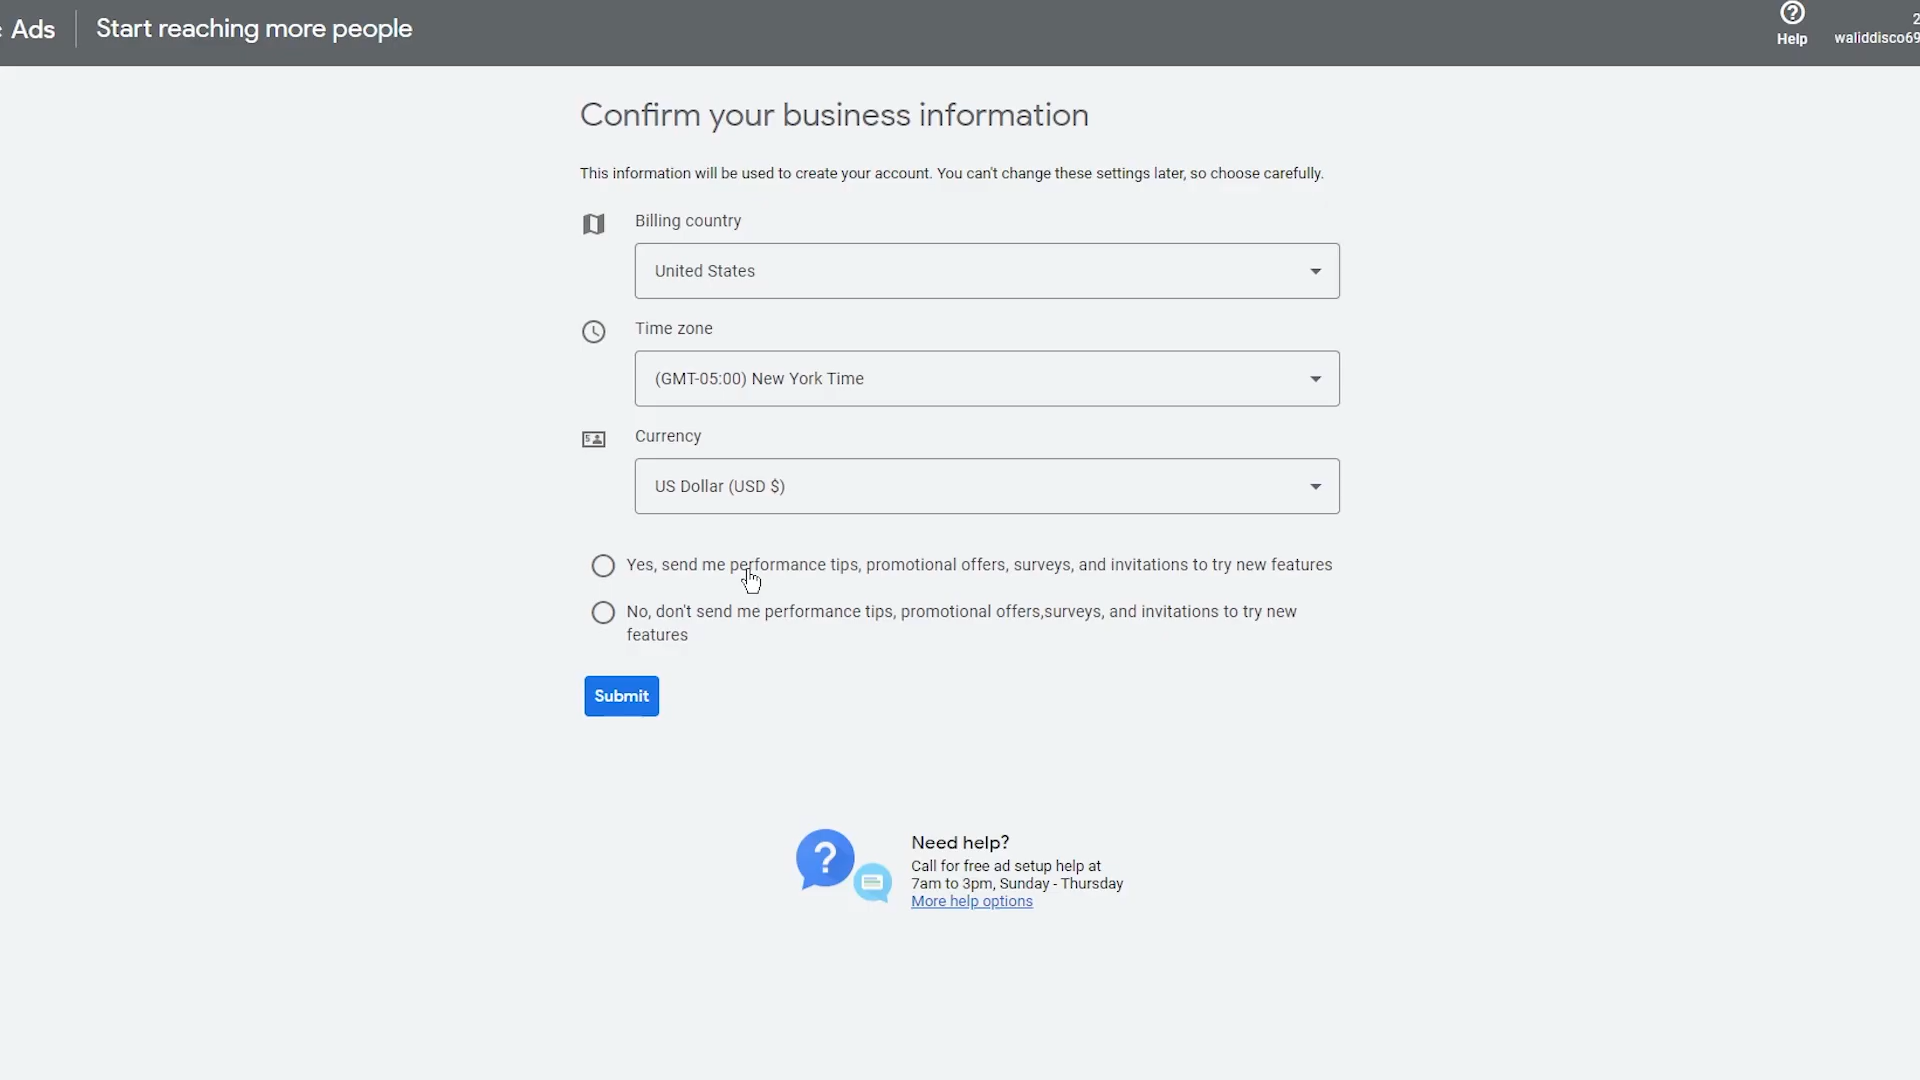 Ads
Start reaching more people
Help
2
waliddisco69
Confirm your business information
This information will be used to create your account. You can't change these settings later, so choose carefully.
Billing country
United States
Time zone
(GMT-05:00) New York Time
Currency
US Dollar (USD $)
Yes, send me performance tips, promotional offers, surveys, and invitations to try new features
No, don't send me performance tips, promotional offers,surveys, and invitations to try new
features
Submit
Need help?
Call for free ad setup help at
7am to 3pm, Sunday - Thursday
More help options